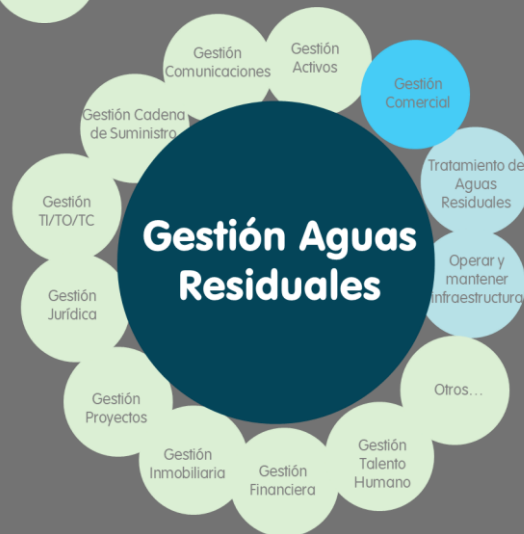 Gestión
Comunicaciones
Gestión
Activos
Gestión
Comercial
Gestión Cadena
de Suministro
Tratamiento de
Aguas
Residuales
Gestión
TI/TO/TC
Gestión Aguas
Residuales
Operar y
mantener
infraestructura
Gestión
Jurídica
Otros...
Gestión
Proyectos
Gestión
Inmobiliaria
Gestión
Financiera
Gestión
Talento
Humano